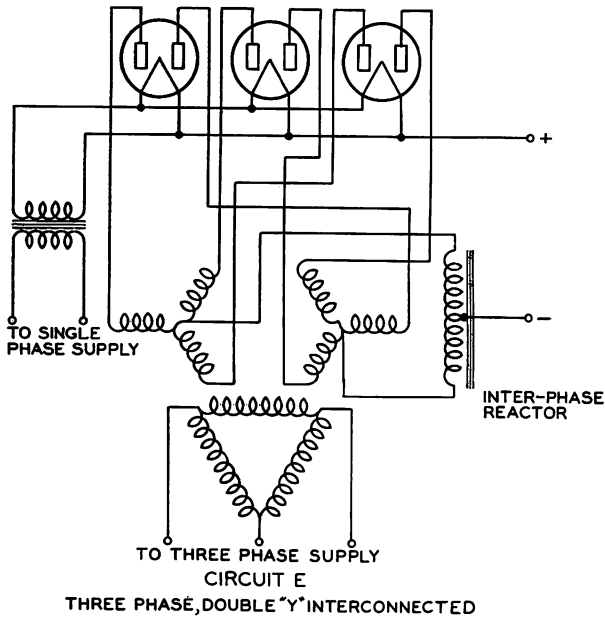 +
−
TO SINGLE
PHASE SUPPLY
INTER-PHASE
REACTOR
TO THREE PHASE SUPPLY
CIRCUIT E
THREE PHASE, DOUBLE "Y" INTERCONNECTED